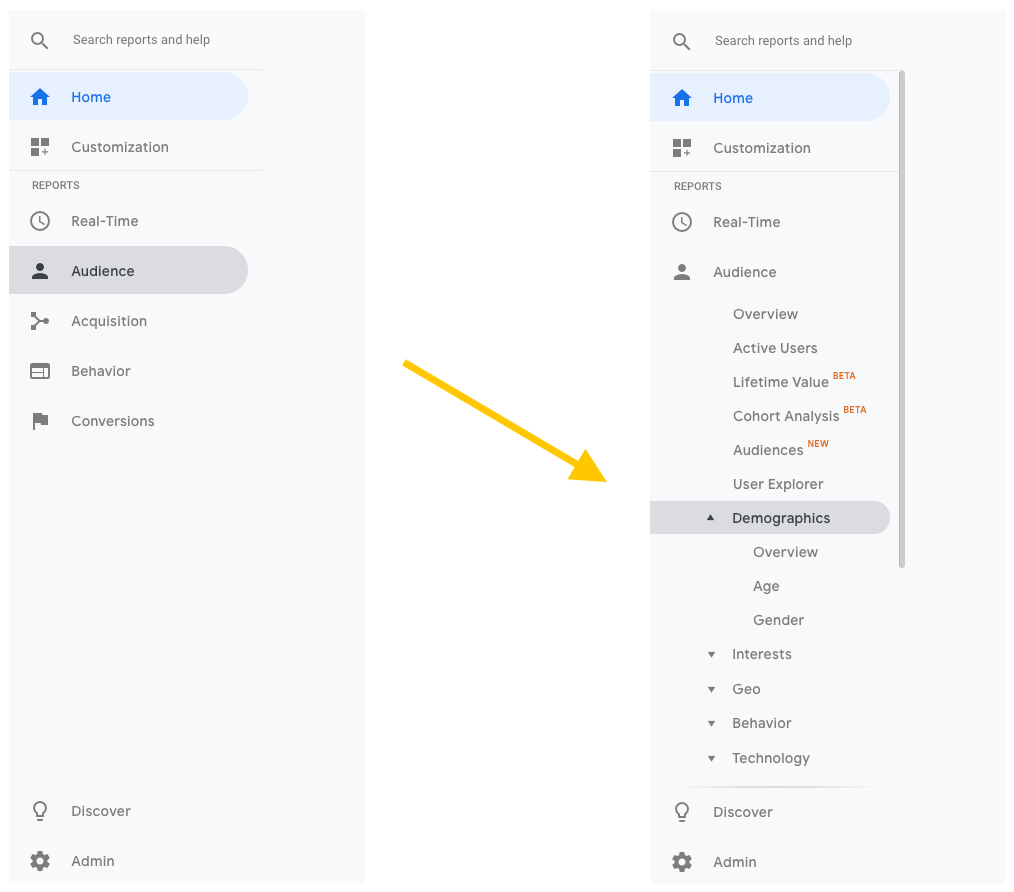 Search reports and help
Home
Customization
REPORTS
Real-Time
Audience
Acquisition
Behavior
Conversions
Discover
Admin
Search reports and help
Home
Customization
REPORTS
Real-Time
Audience
Overview
Active Users
Lifetime Value BETA
Cohort Analysis BETA
Audiences NEW
User Explorer
Demographics
Overview
Age
Gender
Interests
Geo
Behavior
Technology
Discover
Admin